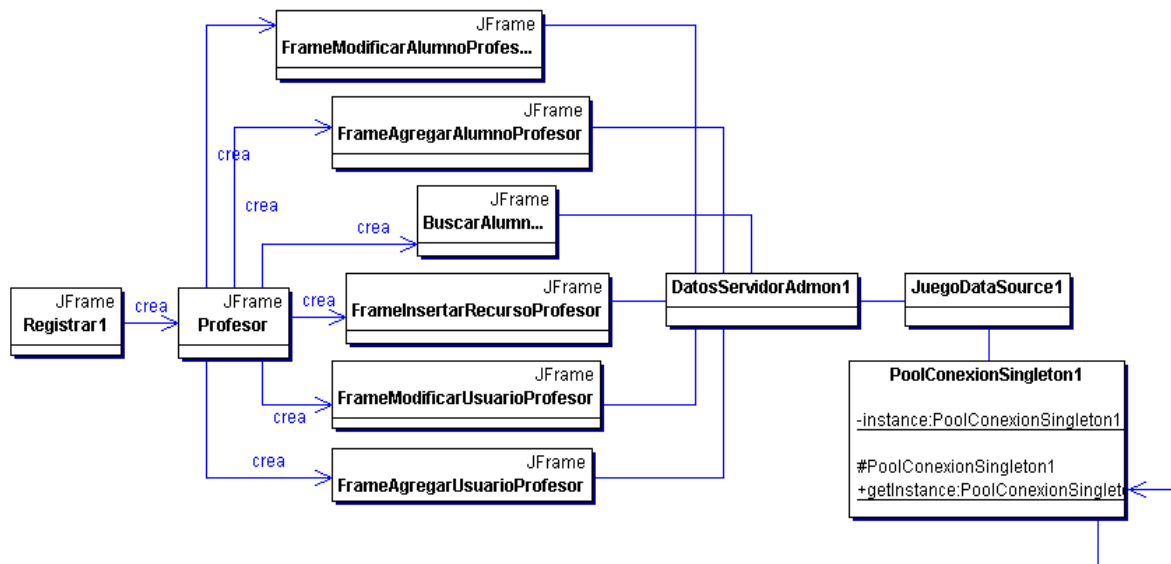 JFrame
FrameModificarAlumnoProfes...
JFrame
FrameAgregarAlumnoProfesor
crea
JFrame
BuscarAlumn...
crea
crea
JFrame
Registrar1
crea
JFrame
Profesor
crea
JFrame
FrameInsertarRecursoProfesor
DatosServidorAdmon1
JuegoDataSource1
JFrame
FrameModificarUsuarioProfesor
crea
PoolConexionSingleton1
-instance:PoolConexionSingleton1
#PoolConexionSingleton1
+getInstance:PoolConexionSinglet
crea
JFrame
FrameAgregarUsuarioProfesor